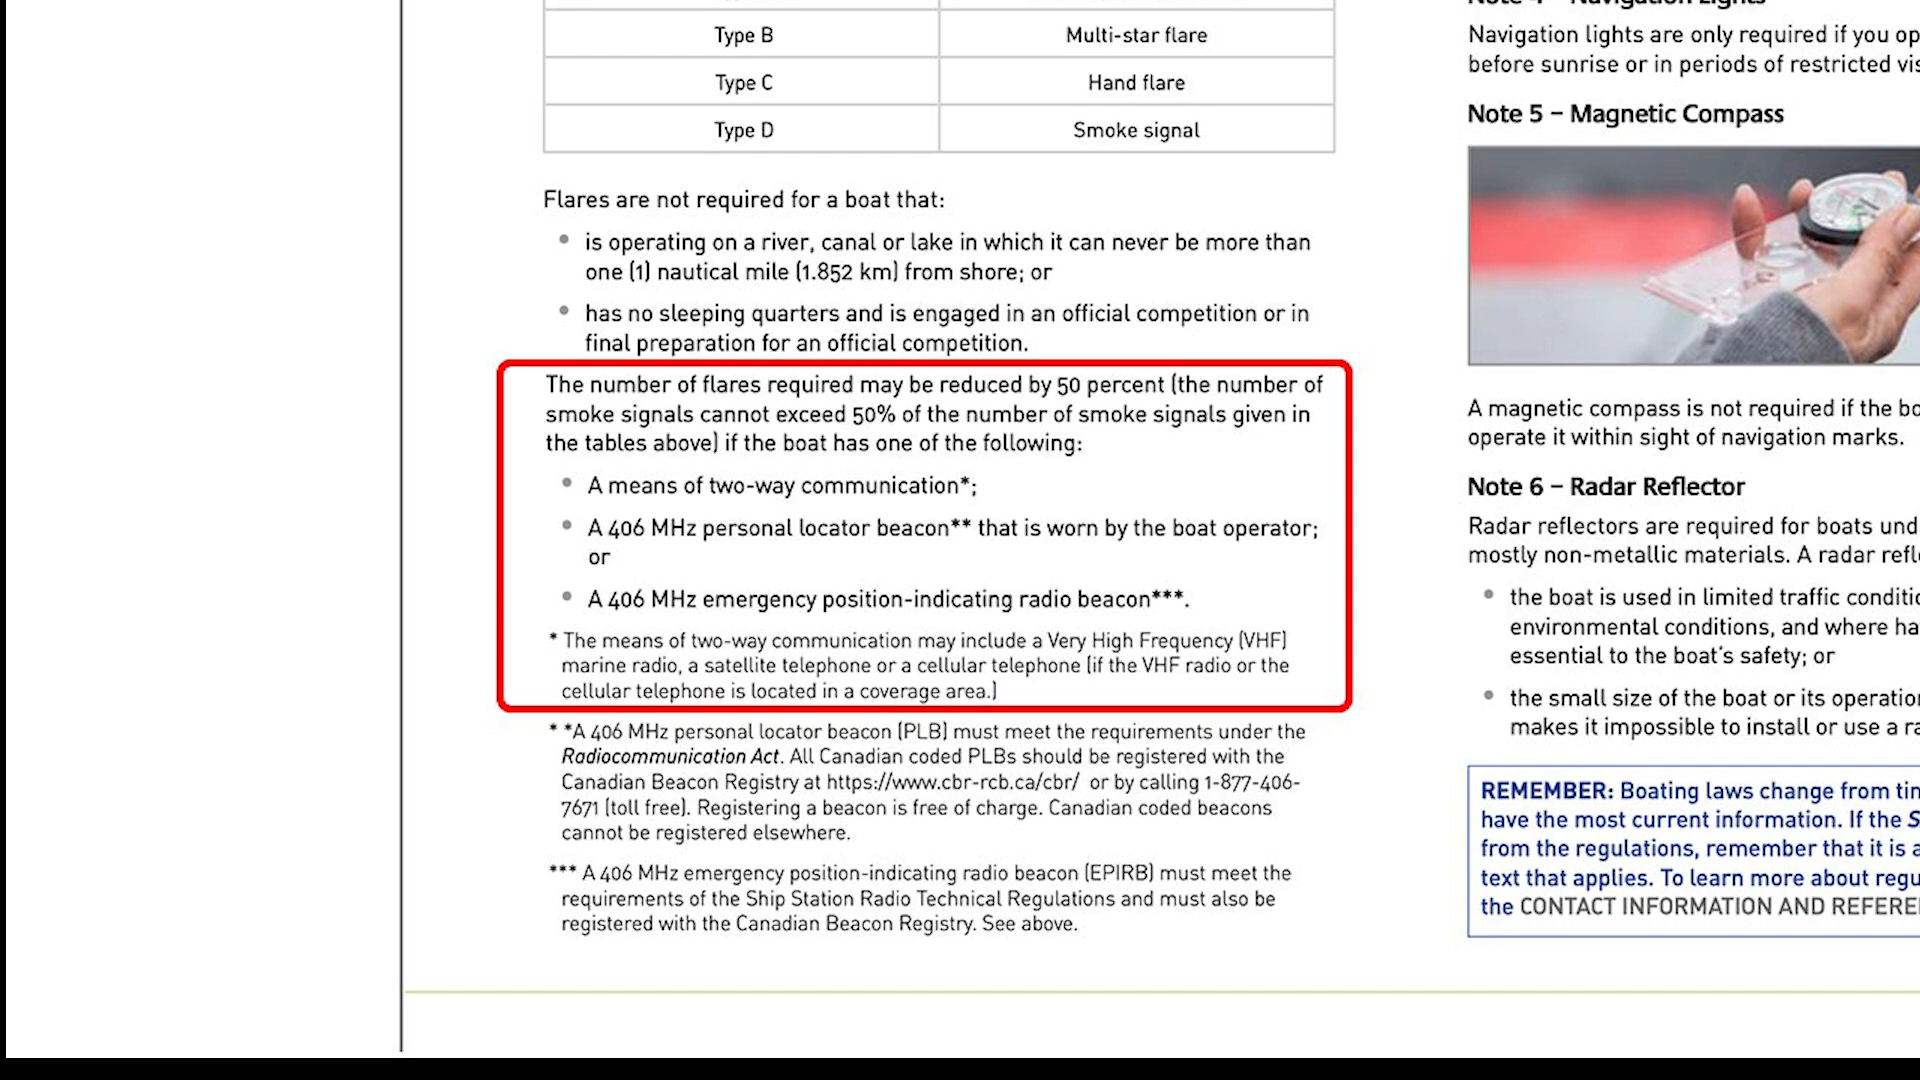 Type B Multi-star flare
Type C Hand flare
Type D Smoke signal
Flares are not required for a boat that:
• is operating on a river, canal or lake in which it can never be more than
one (1) nautical mile (1.852 km) from shore; or
• has no sleeping quarters and is engaged in an official competition or in
final preparation for an official competition.
The number of flares required may be reduced by 50 percent (the number of
smoke signals cannot exceed 50% of the number of smoke signals given in
the tables above) if the boat has one of the following:
• A means of two-way communication*;
• A 406 MHz personal locator beacon** that is worn by the boat operator;
or
• A 406 MHz emergency position-indicating radio beacon***.
* The means of two-way communication may include a Very High Frequency (VHF)
marine radio, a satellite telephone or a cellular telephone (if the VHF radio or the
cellular telephone is located in a coverage area.)
* *A 406 MHz personal locator beacon (PLB) must meet the requirements under the
Radiocommunication Act. All Canadian coded PLBs should be registered with the
Canadian Beacon Registry at https://www.cbr-rcb.ca/cbr/ or by calling 1-877-406-
7671 (toll free). Registering a beacon is free of charge. Canadian coded beacons
cannot be registered elsewhere.
*** A 406 MHz emergency position-indicating radio beacon (EPIRB) must meet the
requirements of the Ship Station Radio Technical Regulations and must also be
registered with the Canadian Beacon Registry. See above.
Note 4 – Navigation Lights
Navigation lights are only required if you op
before sunrise or in periods of restricted vis
Note 5 – Magnetic Compass
A magnetic compass is not required if the bo
operate it within sight of navigation marks.
Note 6 – Radar Reflector
Radar reflectors are required for boats und
mostly non-metallic materials. A radar refle
• the boat is used in limited traffic conditio
environmental conditions, and where ha
essential to the boat's safety; or
• the small size of the boat or its operation
makes it impossible to install or use a ra
REMEMBER: Boating laws change from tim
have the most current information. If the S
from the regulations, remember that it is a
text that applies. To learn more about regu
the CONTACT INFORMATION AND REFERE